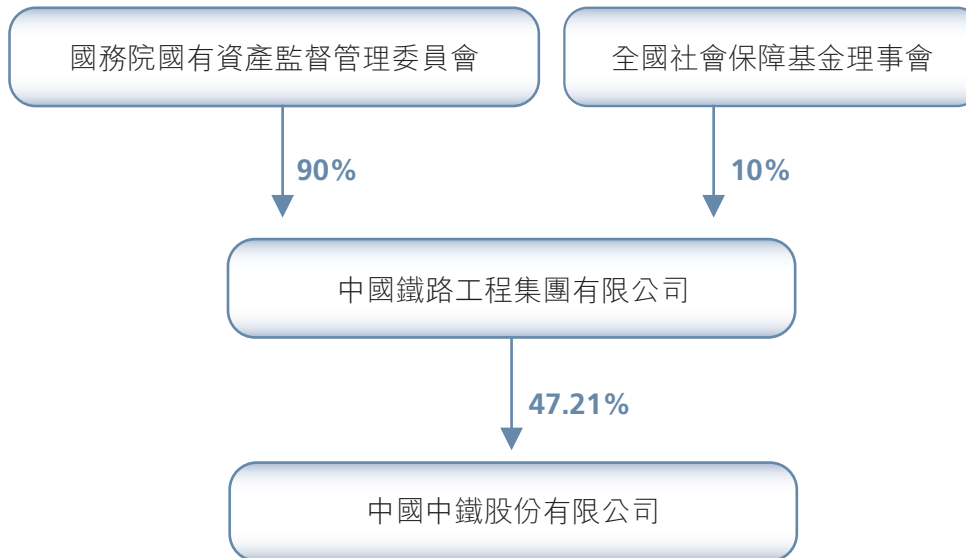 國務院國有資產監督管理委員會
全國社會保障基金理事會
90%
10%
中國鐵路工程集團有限公司
47.21%
中國中鐵股份有限公司